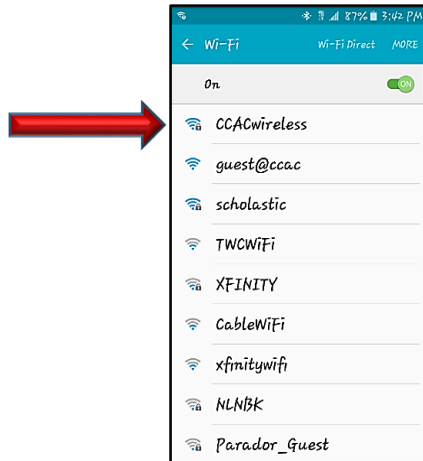 87% 3:42 PM
Wi-Fi Wi-Fi Direct MORE
On ON
CCACwireless
guest@ccac
scholastic
TWCWiFi
XFINITY
CableWiFi
xfinitywifi
NLNBK
Parador_Guest